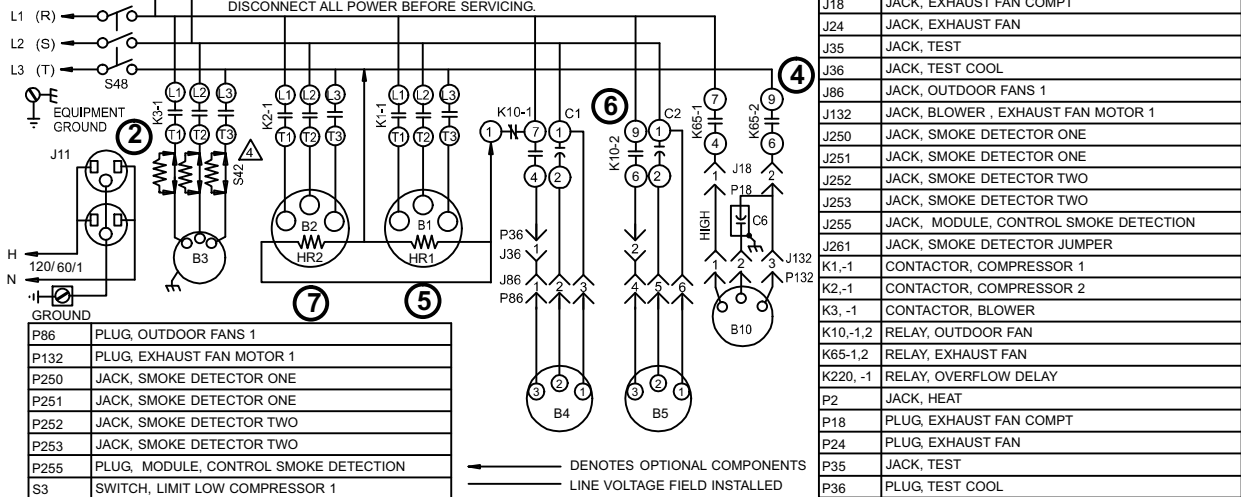 DISCONNECT ALL POWER BEFORE SERVICING.
L1 (R)
L2 (S)
L3 (T)
S48
EQUIPMENT
GROUND
J11
2
K3-1
L1 L2 L3
T1 T2 T3
S42
4
B3
H
120/60/1
N
GROUND
K2-1
L1 L2 L3
T1 T2 T3
B2
HR2
7
K1-1
L1 L2 L3
T1 T2 T3
B1
HR1
5
K10-1
1 7 1 C1
4 2
P36
1
J36
J86
1 2 3
P86
3 2 1
B4
6
9 1 C2
K10-2
6 2
2
4 5 6
3 2 1
B5
4
7 9
K65-1
K65-2
4 6
J18
1 2
P18
HIGH
C6
J132
1 2 3
P132
B10
DENOTES OPTIONAL COMPONENTS
LINE VOLTAGE FIELD INSTALLED
P86 PLUG, OUTDOOR FANS 1
P132 PLUG, EXHAUST FAN MOTOR 1
P250 JACK, SMOKE DETECTOR ONE
P251 JACK, SMOKE DETECTOR ONE
P252 JACK, SMOKE DETECTOR TWO
P253 JACK, SMOKE DETECTOR TWO
P255 PLUG, MODULE, CONTROL SMOKE DETECTION
S3 SWITCH, LIMIT LOW COMPRESSOR 1
J18 JACK, EXHAUST FAN COMPT
J24 JACK, EXHAUST FAN
J35 JACK, TEST
J36 JACK, TEST COOL
J86 JACK, OUTDOOR FANS 1
J132 JACK, BLOWER , EXHAUST FAN MOTOR 1
J250 JACK, SMOKE DETECTOR ONE
J251 JACK, SMOKE DETECTOR ONE
J252 JACK, SMOKE DETECTOR TWO
J253 JACK, SMOKE DETECTOR TWO
J255 JACK, MODULE, CONTROL SMOKE DETECTION
J261 JACK, SMOKE DETECTOR JUMPER
K1,-1 CONTACTOR, COMPRESSOR 1
K2,-1 CONTACTOR, COMPRESSOR 2
K3, -1 CONTACTOR, BLOWER
K10,-1,2 RELAY, OUTDOOR FAN
K65-1,2 RELAY, EXHAUST FAN
K220, -1 RELAY, OVERFLOW DELAY
P2 JACK, HEAT
P18 PLUG, EXHAUST FAN COMPT
P24 PLUG, EXHAUST FAN
P35 JACK, TEST
P36 PLUG, TEST COOL